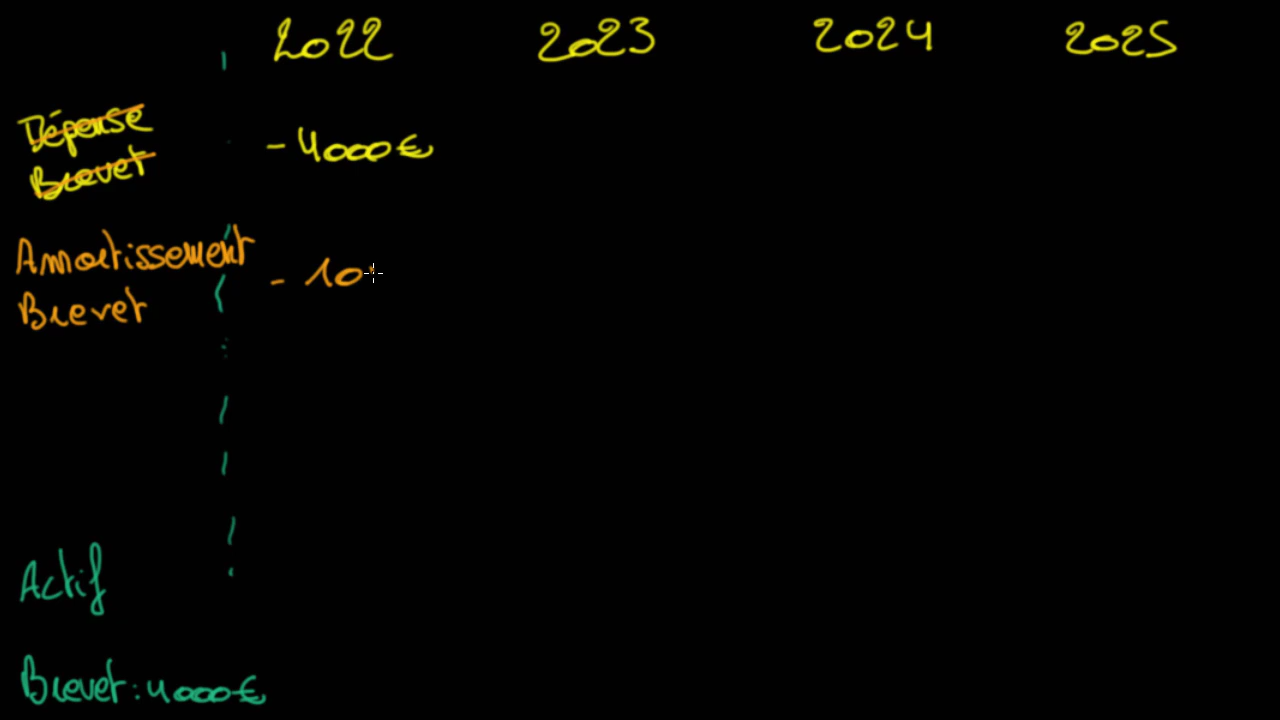 2022 2023 2024 2025
Dépense
Brevet
- 4000€
Amortissement
Brevet
- 10
Actif
Brevet: 4000€